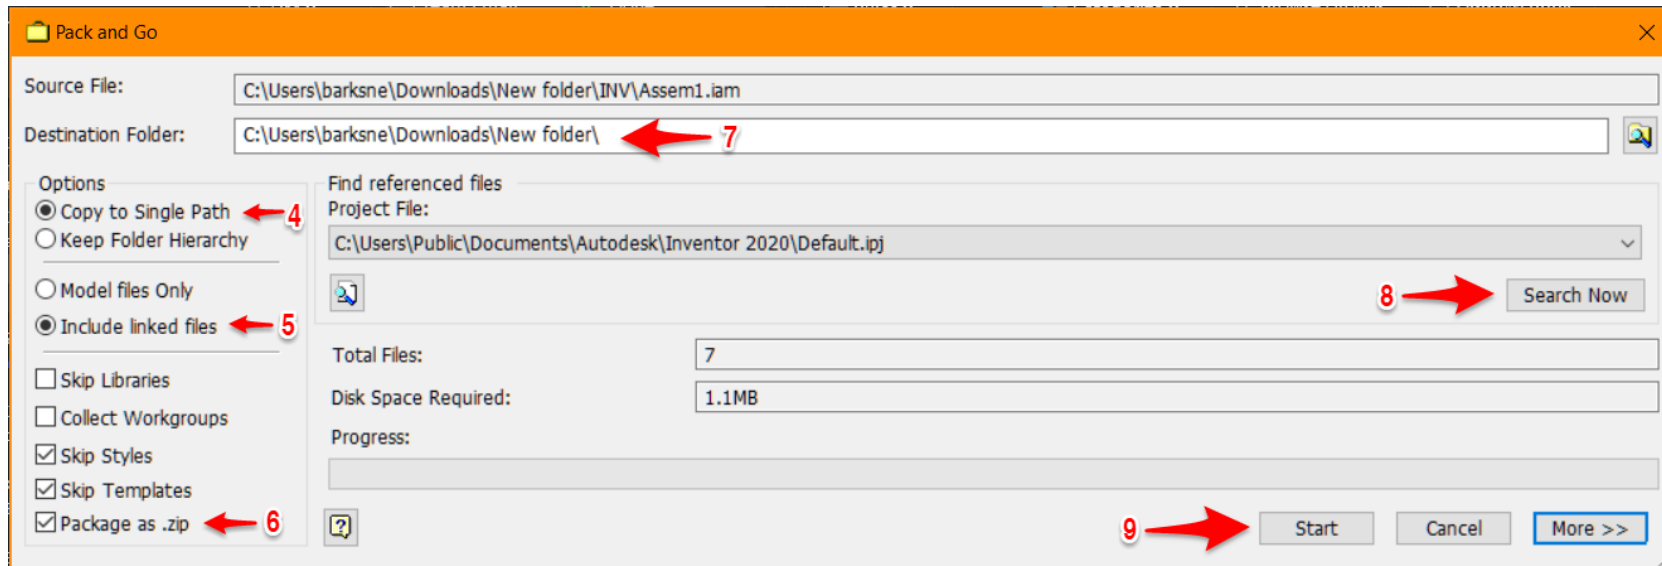 Pack and Go
Source File: C:\Users\barksne\Downloads\New folder\INV\Assem1.iam
Destination Folder: C:\Users\barksne\Downloads\New folder\ 7
Options
Copy to Single Path 4
Keep Folder Hierarchy
Model files Only
Include linked files 5
Skip Libraries
Collect Workgroups
Skip Styles
Skip Templates
Package as .zip 6
Find referenced files
Project File:
C:\Users\Public\Documents\Autodesk\Inventor 2020\Default.ipj
8 Search Now
Total Files: 7
Disk Space Required: 1.1MB
Progress:
9 Start Cancel More >>